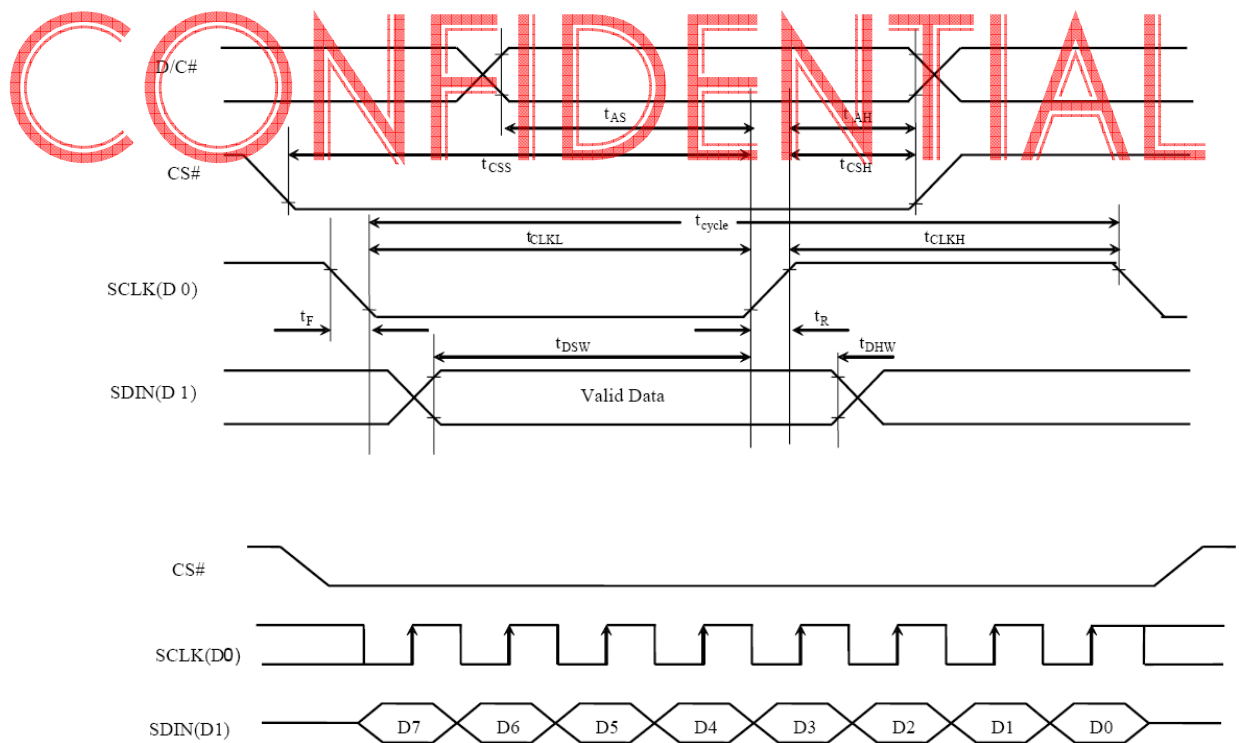 CONFIDENTIAL
D/C#
tAS
tAH
tCSS
tCSH
CS#
tcycle
tCLKL
tCLKH
SCLK(D 0)
tF
tR
tDSW
tDHW
SDIN(D 1)
Valid Data
CS#
SCLK(D0)
SDIN(D1)
D7 D6 D5 D4 D3 D2 D1 D0